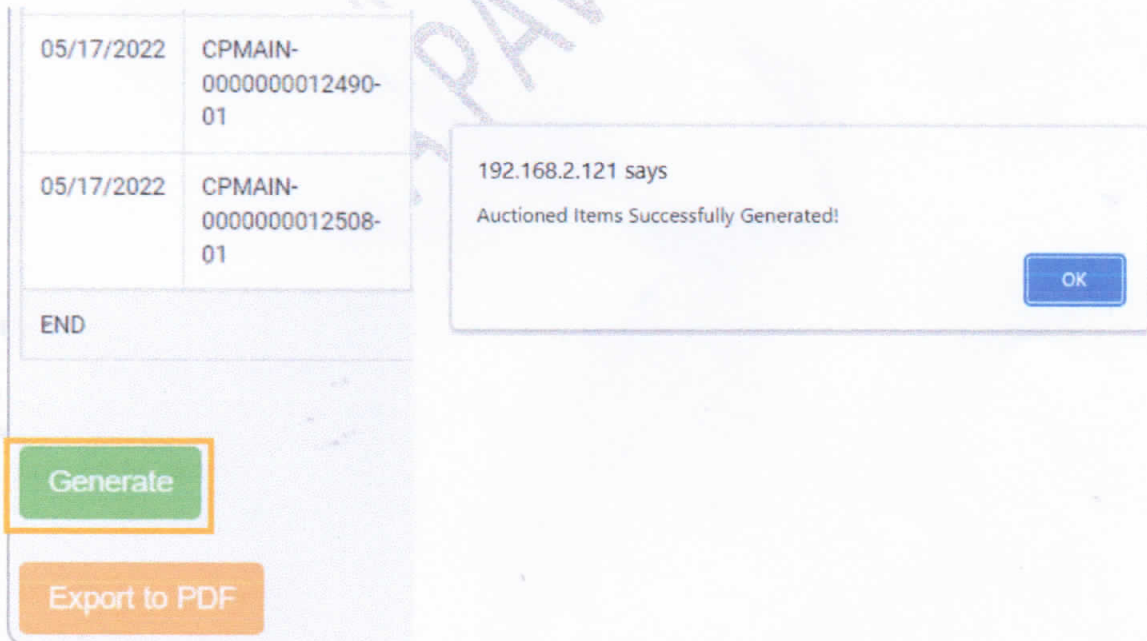 05/17/2022 CPMAIN-
0000000012490-
01
05/17/2022 CPMAIN-
0000000012508-
01
END
192.168.2.121 says
Auctioned Items Successfully Generated!
OK
Generate
Export to PDF